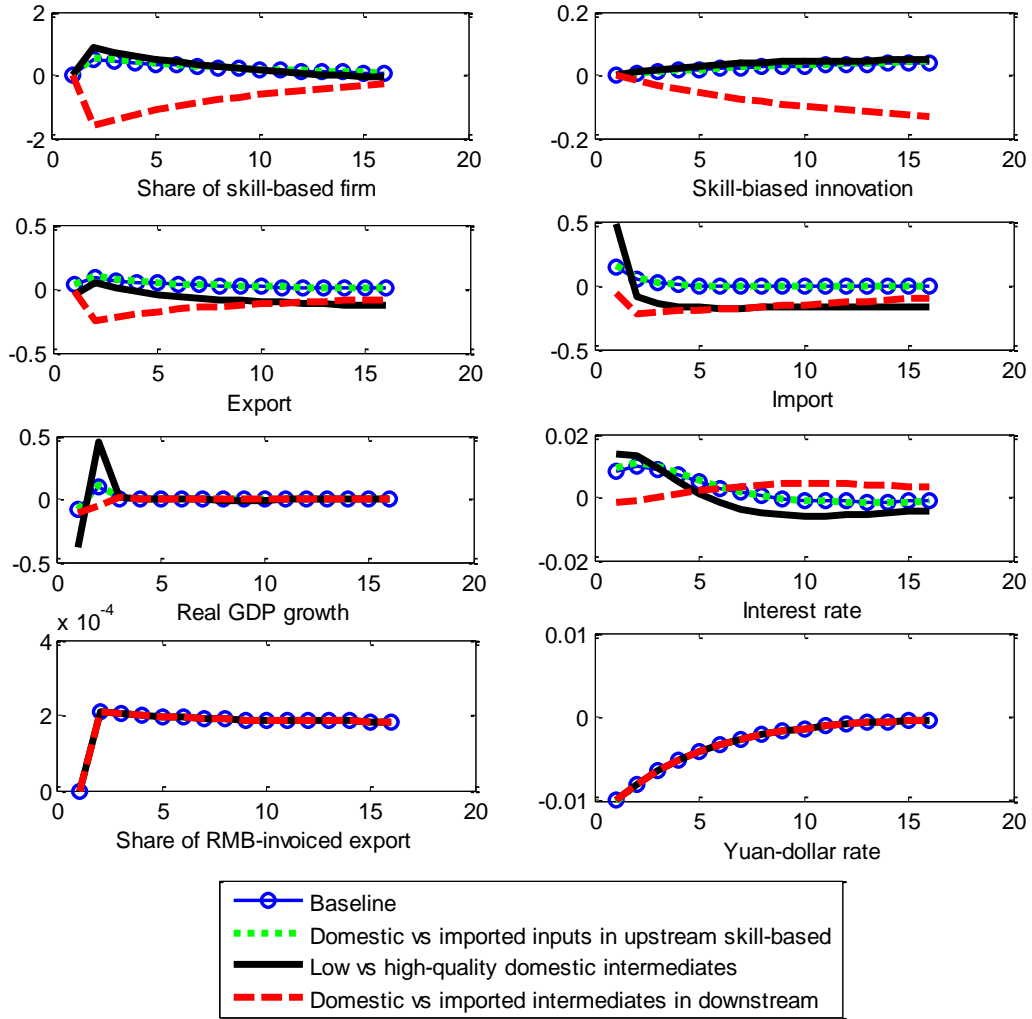 2
0
-2
0 5 10 15 20
Share of skill-based firm
0.2
0
-0.2
0 5 10 15 20
Skill-biased innovation
0.5
0
-0.5
0 5 10 15 20
Export
0.5
0
-0.5
0 5 10 15 20
Import
0.5
0
-0.5
0 5 10 15 20
Real GDP growth
0.02
0
-0.02
0 5 10 15 20
Interest rate
x 10^-4
4
2
0
0 5 10 15 20
Share of RMB-invoiced export
0.01
0
-0.01
0 5 10 15 20
Yuan-dollar rate
Baseline
Domestic vs imported inputs in upstream skill-based
Low vs high-quality domestic intermediates
Domestic vs imported intermediates in downstream